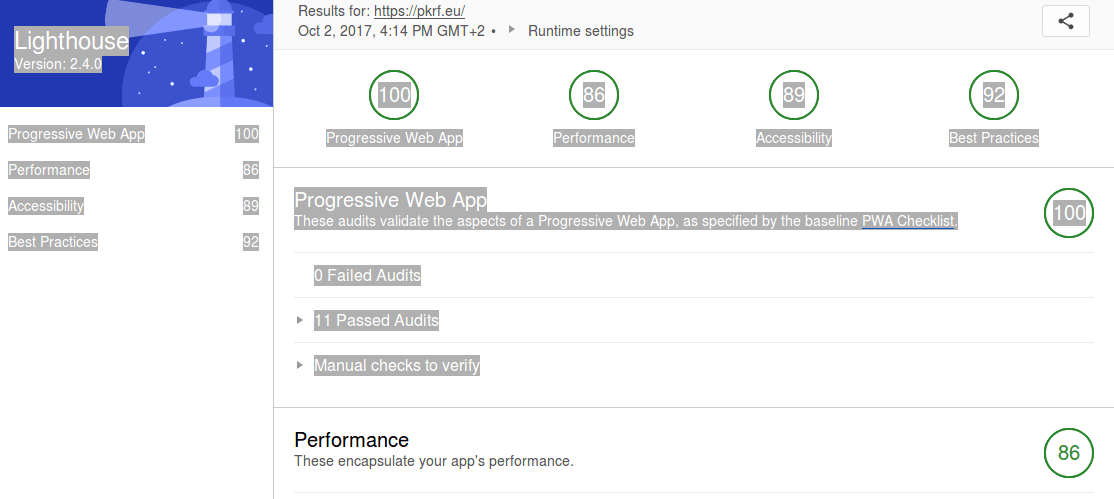 Lighthouse
Version: 2.4.0
Progressive Web App 100
Performance 86
Accessibility 89
Best Practices 92
Results for: https://pkrf.eu/
Oct 2, 2017, 4:14 PM GMT+2 • Runtime settings
100 86 89 92
Progressive Web App Performance Accessibility Best Practices
Progressive Web App
These audits validate the aspects of a Progressive Web App, as specified by the baseline PWA Checklist.
100
0 Failed Audits
11 Passed Audits
Manual checks to verify
Performance
These encapsulate your app's performance.
86